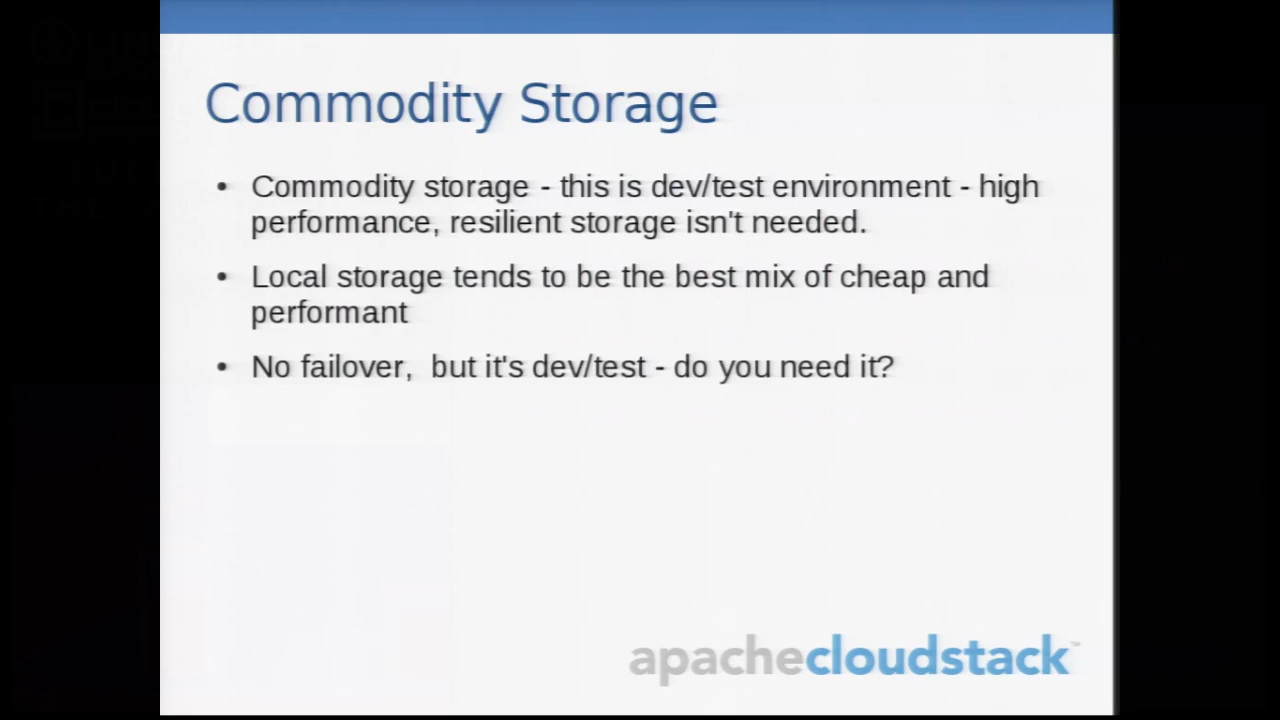 Commodity Storage
• Commodity storage - this is dev/test environment - high
performance, resilient storage isn't needed.
• Local storage tends to be the best mix of cheap and
performant
• No failover,  but it's dev/test - do you need it?
apachecloudstack™